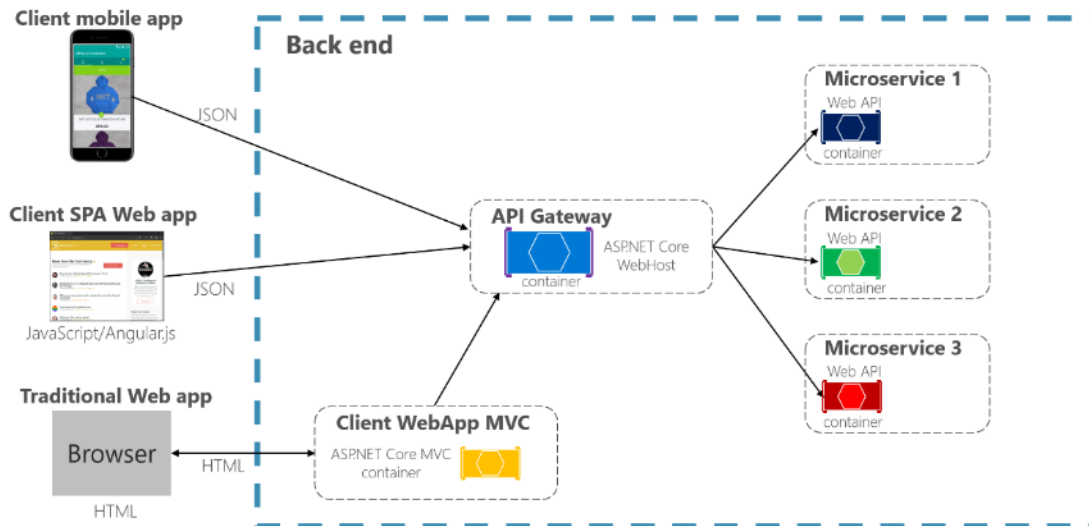 Client mobile app
Back end
JSON
Microservice 1
Web API
container
Client SPA Web app
JSON
JavaScript/Angular.js
API Gateway
ASP.NET Core
WebHost
container
Microservice 2
Web API
container
Microservice 3
Web API
container
Traditional Web app
Browser
HTML
HTML
Client WebApp MVC
ASP.NET Core MVC
container